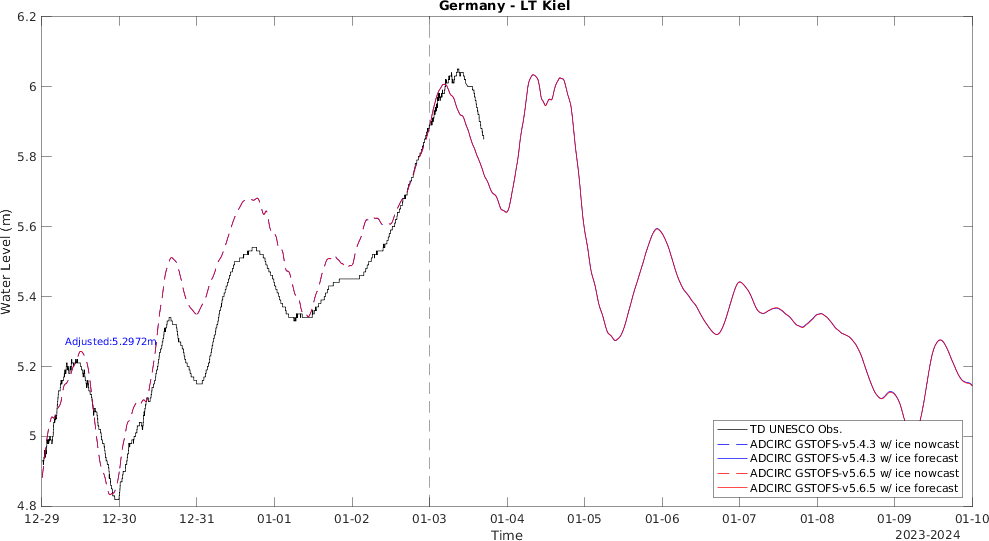 Germany - LT Kiel
6.2
6
5.8
5.6
5.4
5.2
5
4.8
Water Level (m)
Adjusted:5.2972m
TD UNESCO Obs.
ADCIRC GSTOFS-v5.4.3 w/ ice nowcast
ADCIRC GSTOFS-v5.4.3 w/ ice forecast
ADCIRC GSTOFS-v5.6.5 w/ ice nowcast
ADCIRC GSTOFS-v5.6.5 w/ ice forecast
12-29 12-30 12-31 01-01 01-02 01-03 01-04 01-05 01-06 01-07 01-08 01-09 01-10
Time
2023-2024